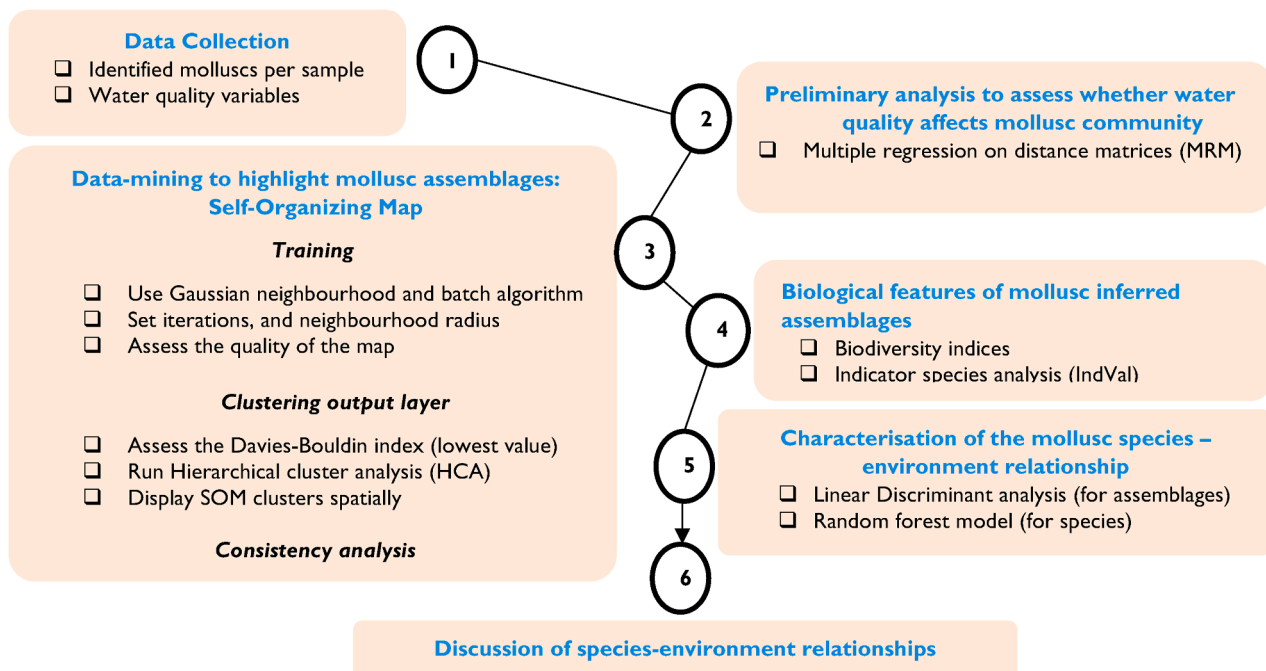 Data Collection
❑ Identified molluscs per sample
❑ Water quality variables
1
2
Preliminary analysis to assess whether water
quality affects mollusc community
❑ Multiple regression on distance matrices (MRM)
Data-mining to highlight mollusc assemblages:
Self-Organizing Map
Training
❑ Use Gaussian neighbourhood and batch algorithm
❑ Set iterations, and neighbourhood radius
❑ Assess the quality of the map
Clustering output layer
❑ Assess the Davies-Bouldin index (lowest value)
❑ Run Hierarchical cluster analysis (HCA)
❑ Display SOM clusters spatially
Consistency analysis
3
4
Biological features of mollusc inferred
assemblages
❑ Biodiversity indices
❑ Indicator species analysis (IndVal)
5
Characterisation of the mollusc species –
environment relationship
❑ Linear Discriminant analysis (for assemblages)
❑ Random forest model (for species)
6
Discussion of species-environment relationships